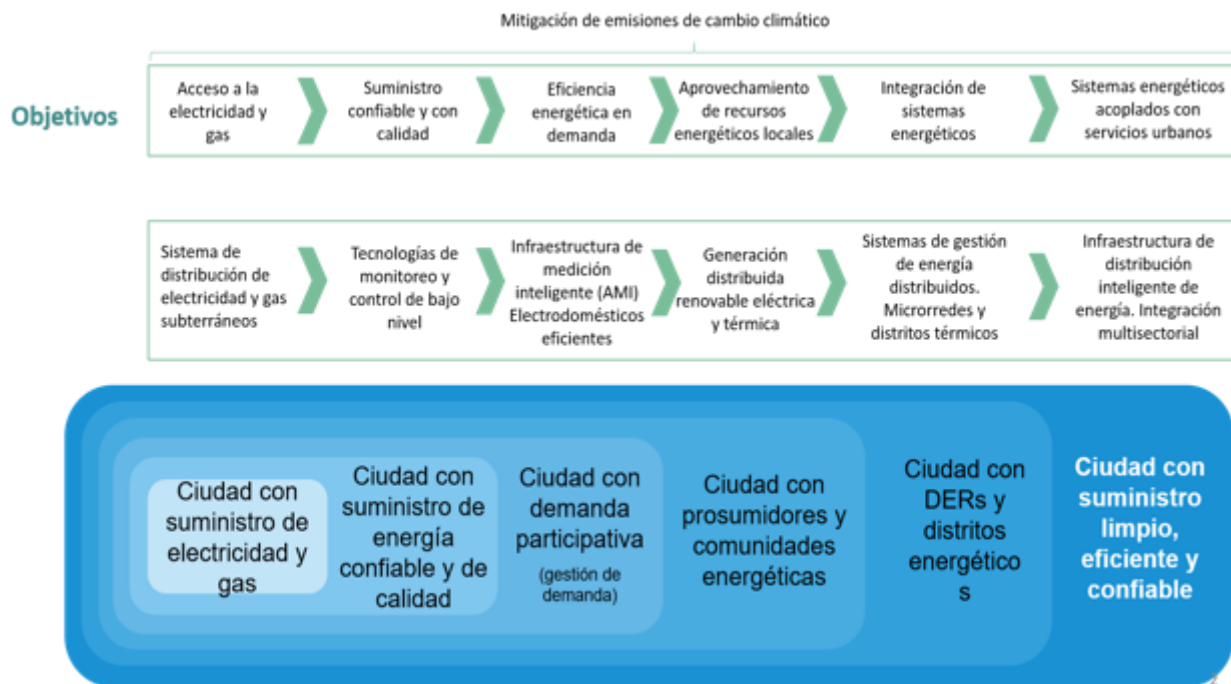 Mitigación de emisiones de cambio climático
Objetivos
Acceso a la
electricidad y
gas
Suministro
confiable y con
calidad
Eficiencia
energética en
demanda
Aprovechamiento
de recursos
energéticos locales
Integración de
sistemas
energéticos
Sistemas energéticos
acoplados con
servicios urbanos
Sistema de
distribución de
electricidad y gas
subterráneos
Tecnologías de
monitoreo y
control de bajo
nivel
Infraestructura de
medición
inteligente (AMI)
Electrodomésticos
eficientes
Generación
distribuida
renovable eléctrica
y térmica
Sistemas de gestión
de energía
distribuidos.
Microrredes y
distritos térmicos
Infraestructura de
distribución
inteligente de
energía. Integración
multisectorial
Ciudad con
suministro de
electricidad y
gas
Ciudad con
suministro de
energía
confiable y de
calidad
Ciudad con
demanda
participativa
(gestión de
demanda)
Ciudad con
prosumidores y
comunidades
energéticas
Ciudad con
DERs y
distritos
energético
s
Ciudad con
suministro
limpio,
eficiente y
confiable